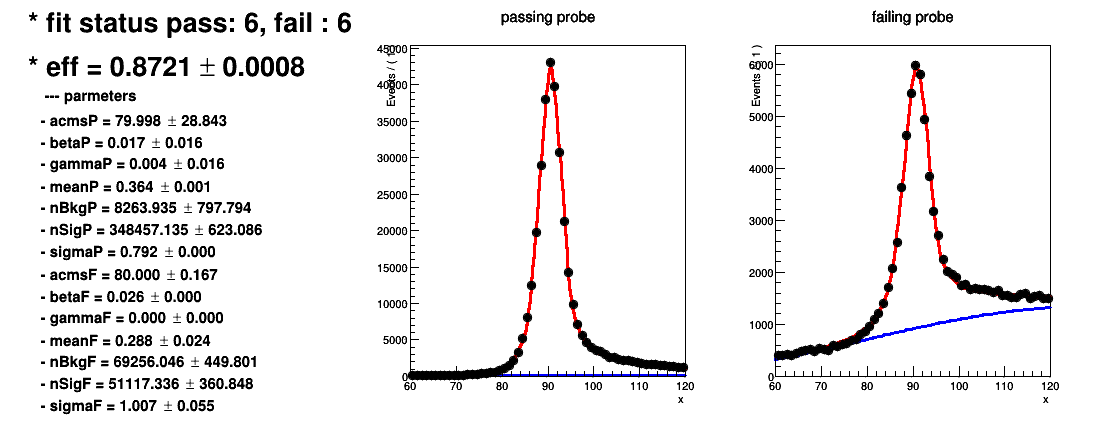 * fit status pass: 6, fail : 6
* eff = 0.8721 ± 0.0008
--- parmeters
- acmsP = 79.998 ± 28.843
- betaP = 0.017 ± 0.016
- gammaP = 0.004 ± 0.016
- meanP = 0.364 ± 0.001
- nBkgP = 8263.935 ± 797.794
- nSigP = 348457.135 ± 623.086
- sigmaP = 0.792 ± 0.000
- acmsF = 80.000 ± 0.167
- betaF = 0.026 ± 0.000
- gammaF = 0.000 ± 0.000
- meanF = 0.288 ± 0.024
- nBkgF = 69256.046 ± 449.801
- nSigF = 51117.336 ± 360.848
- sigmaF = 1.007 ± 0.055
passing probe
Events / ( 1 )
45000
40000
35000
30000
25000
20000
15000
10000
5000
0
60 70 80 90 100 110 120
x
failing probe
Events / ( 1 )
6000
5000
4000
3000
2000
1000
0
60 70 80 90 100 110 120
x